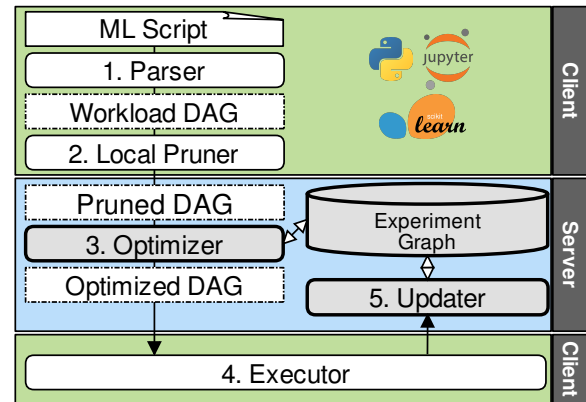 ML Script
1. Parser
Workload DAG
2. Local Pruner
jupyter
scikit
learn
Client
Pruned DAG
3. Optimizer
Optimized DAG
Experiment
Graph
5. Updater
Server
4. Executor
Client